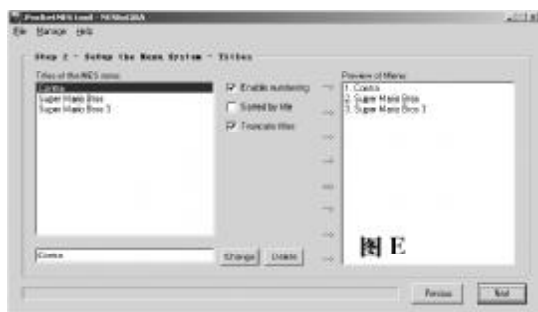 PocketNES tool - NEStoGBA
File Manage Help
Step 2 - Setup the Menu System - Titles
Titles of the NES roms
Preview of Menu
Contra
Super Mario Bros
Super Mario Bros 3
Enable numbering
Sorted by title
Truncate titles
1. Contra
2. Super Mario Bros
3. Super Mario Bros 3
图 E
Contra
Change Delete
Previous Next